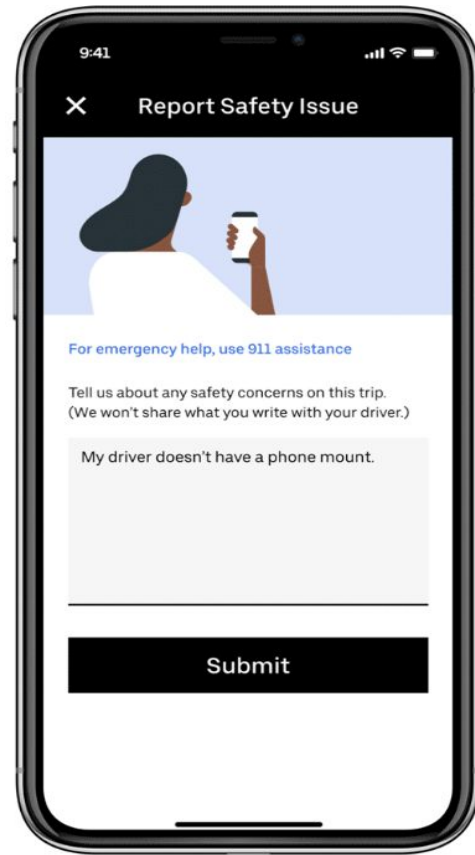 9:41
Report Safety Issue
For emergency help, use 911 assistance
Tell us about any safety concerns on this trip.
(We won't share what you write with your driver.)
My driver doesn't have a phone mount.
Submit